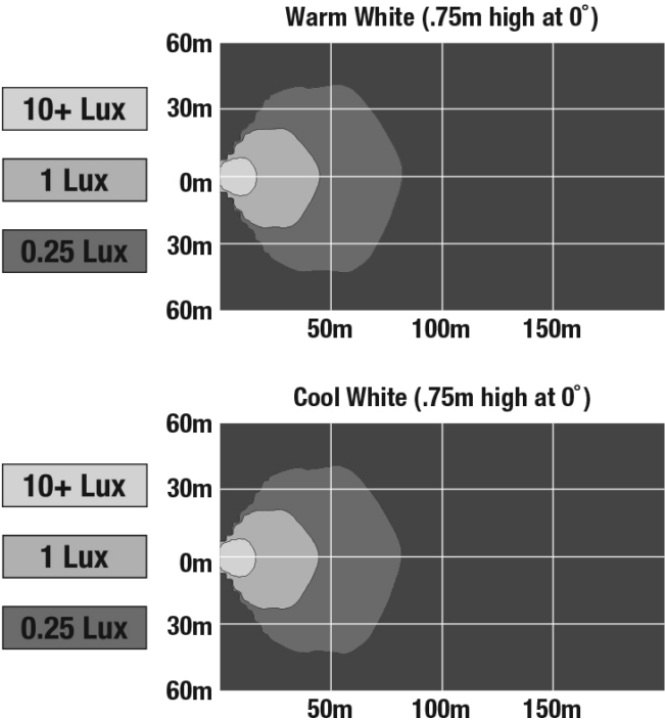 Warm White (.75m high at 0°)
60m
10+ Lux
30m
1 Lux
0m
0.25 Lux
30m
60m
50m 100m 150m
Cool White (.75m high at 0°)
60m
10+ Lux
30m
1 Lux
0m
0.25 Lux
30m
60m
50m 100m 150m